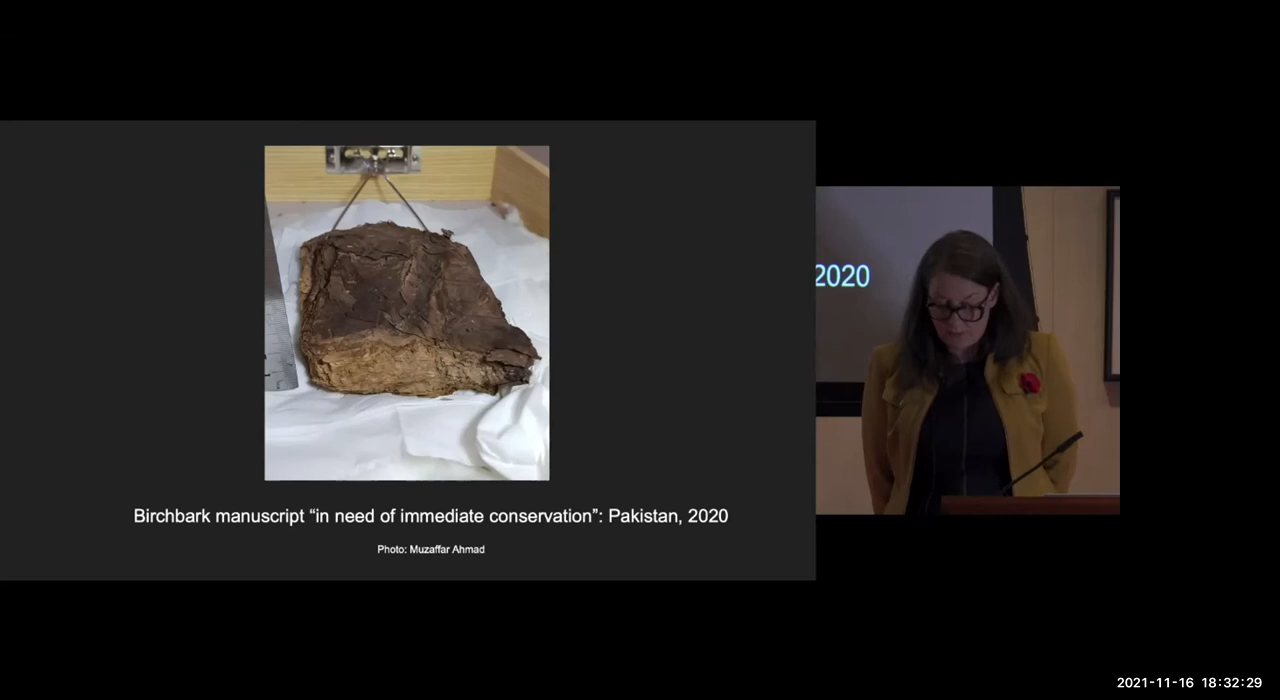 Birchbark manuscript “in need of immediate conservation”: Pakistan, 2020
Photo: Muzaffar Ahmad
2020
2021-11-16 18:32:29